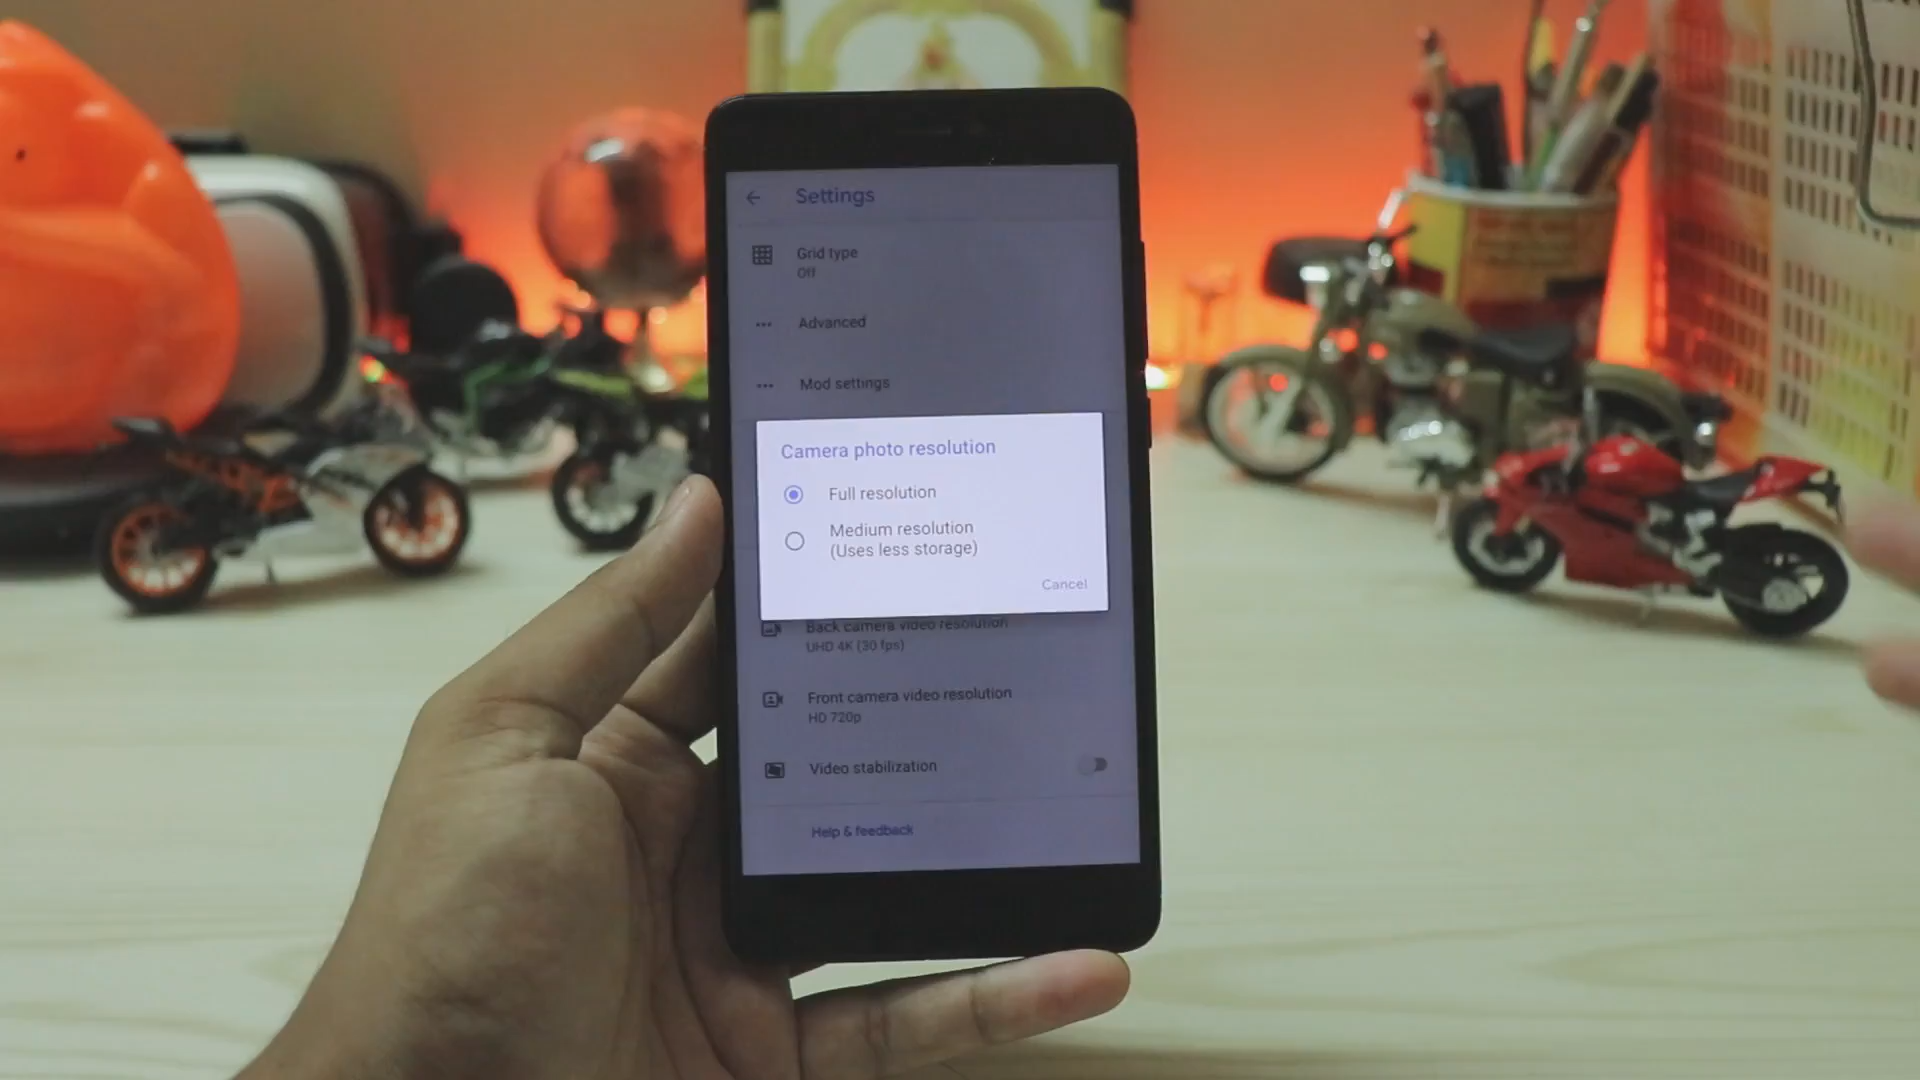 Settings
Grid type
Off
Advanced
Mod settings
Camera photo resolution
Full resolution
Medium resolution
(Uses less storage)
Cancel
Back camera video resolution
UHD 4K (30 fps)
Front camera video resolution
HD 720p
Video stabilization
Help & feedback